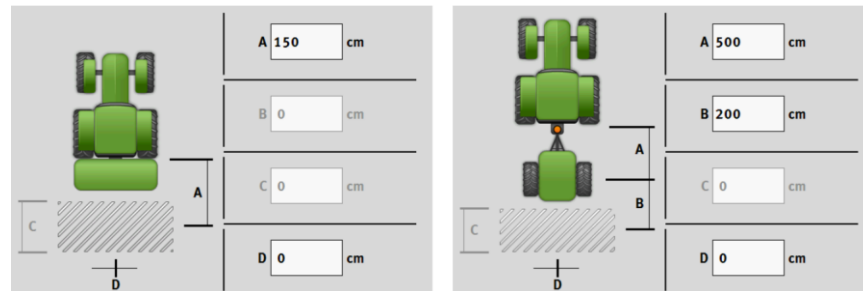 A 150 cm
B 0 cm
A
C 0 cm
C
D 0 cm
D
A 500 cm
B 200 cm
A
C 0 cm
B
C
D 0 cm
D